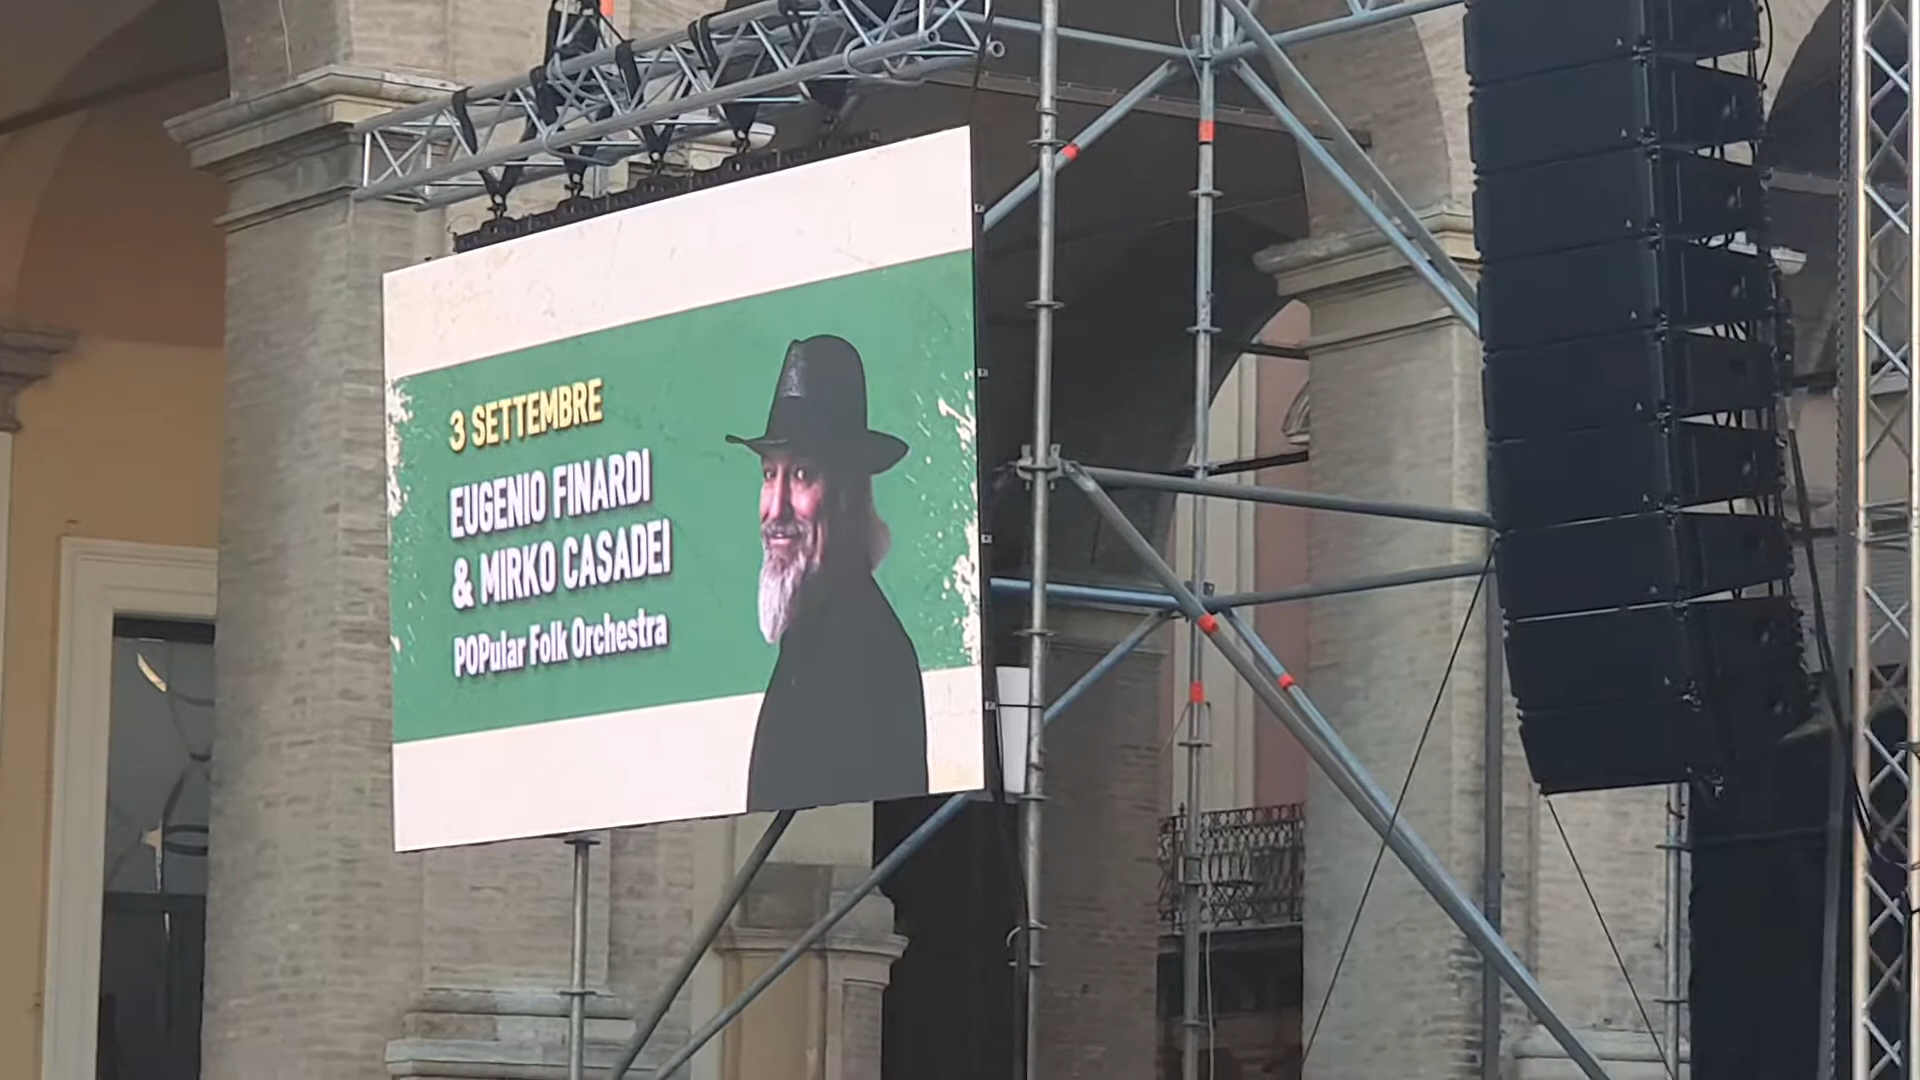 3 SETTEMBRE
EUGENIO FINARDI
& MIRKO CASADEI
POPular Folk Orchestra